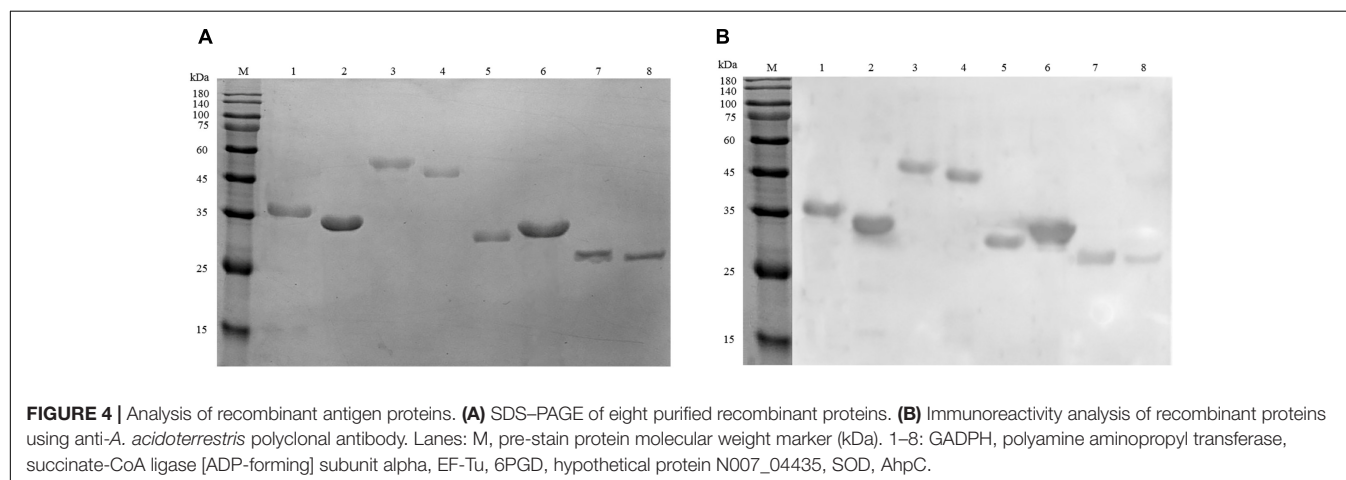 A
kDa
M 1 2 3 4 5 6 7 8
180
140
100
75
60
45
35
25
15
B
kDa
M 1 2 3 4 5 6 7 8
180
140
100
75
60
45
35
25
15
FIGURE 4 | Analysis of recombinant antigen proteins. (A) SDS–PAGE of eight purified recombinant proteins. (B) Immunoreactivity analysis of recombinant proteins
using anti-A. acidoterrestris polyclonal antibody. Lanes: M, pre-stain protein molecular weight marker (kDa). 1–8: GADPH, polyamine aminopropyl transferase,
succinate-CoA ligase [ADP-forming] subunit alpha, EF-Tu, 6PGD, hypothetical protein N007_04435, SOD, AhpC.